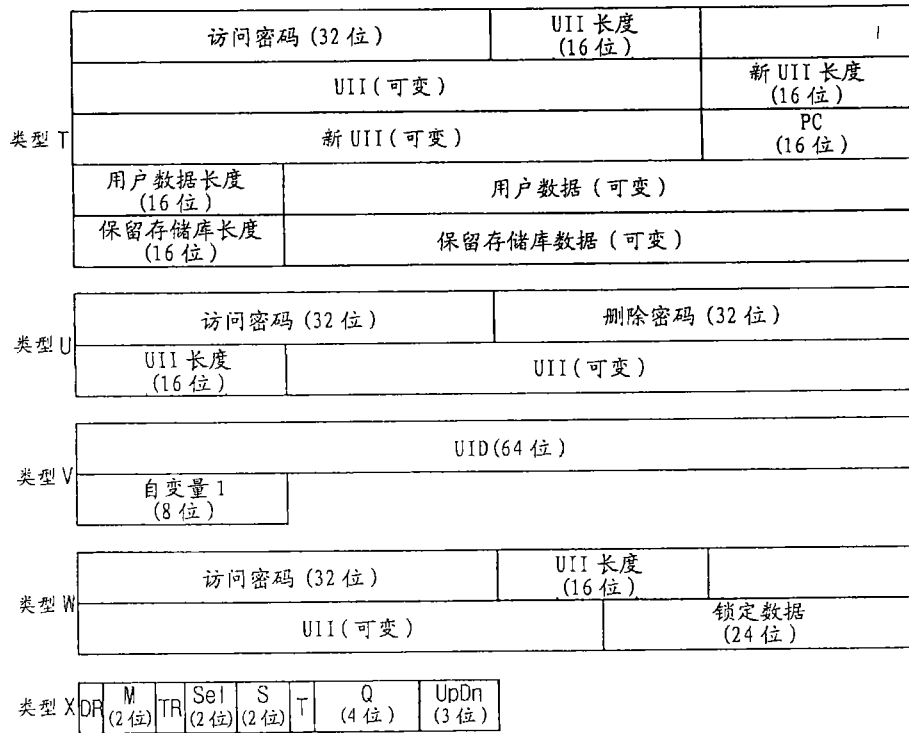 访问密码 (32 位)
UII 长度
(16 位)
UII (可变)
新 UII 长度
(16 位)
类型 T
新 UII (可变)
PC
(16 位)
用户数据长度
(16 位)
用户数据 (可变)
保留存储库长度
(16 位)
保留存储库数据 (可变)
类型 U
访问密码 (32 位)
删除密码 (32 位)
UII 长度
(16 位)
UII (可变)
类型 V
UID (64 位)
自变量 1
(8 位)
类型 W
访问密码 (32 位)
UII 长度
(16 位)
UII (可变)
锁定数据
(24 位)
类型 X
DR
M
(2 位)
TR
Sel
(2 位)
S
(2 位)
T
Q
(4 位)
UpDn
(3 位)